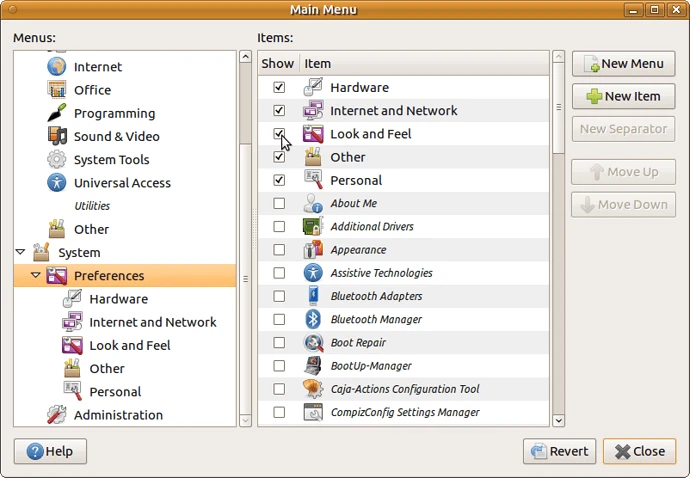 Main Menu
Menus:
Internet
Office
Programming
Sound & Video
System Tools
Universal Access
Utilities
Other
System
Preferences
Hardware
Internet and Network
Look and Feel
Other
Personal
Administration
Items:
Show Item
Hardware
Internet and Network
Look and Feel
Other
Personal
About Me
Additional Drivers
Appearance
Assistive Technologies
Bluetooth Adapters
Bluetooth Manager
Boot Repair
BootUp-Manager
Caja-Actions Configuration Tool
CompizConfig Settings Manager
New Menu
New Item
New Separator
Move Up
Move Down
Help
Revert
Close